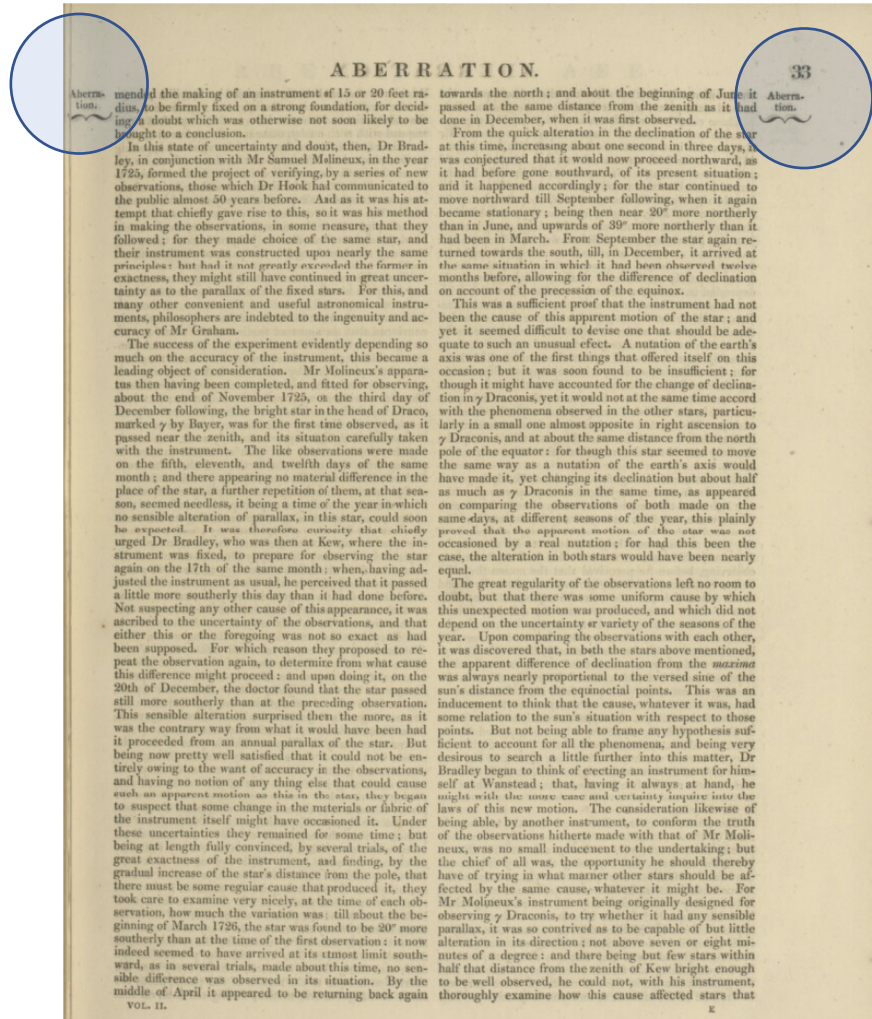 ABERRATION.
33
Aberra-
tion.
mended the making of an instrument of 15 or 20 feet ra-
dius, to be firmly fixed on a strong foundation, for decid-
ing a doubt which was otherwise not soon likely to be
brought to a conclusion.
In this state of uncertainty and doubt, then, Dr Brad-
ley, in conjunction with Mr Samuel Molineux, in the year
1725, formed the project of verifying, by a series of new
observations, those which Dr Hook had communicated to
the public almost 50 years before. And as it was his at-
tempt that chiefly gave rise to this, so it was his method
in making the observations, in some measure, that they
followed; for they made choice of the same star, and
their instrument was constructed upon nearly the same
principles: but had it not greatly exceeded the former in
exactness, they might still have continued in great uncer-
tainty as to the parallax of the fixed stars. For this, and
many other convenient and useful astronomical instru-
ments, philosophers are indebted to the ingenuity and ac-
curacy of Mr Graham.
The success of the experiment evidently depending so
much on the accuracy of the instrument, this became a
leading object of consideration. Mr Molineux's appara-
tus then having been completed, and fitted for observing,
about the end of November 1725, on the third day of
December following, the bright star in the head of Draco,
marked γ by Bayer, was for the first time observed, as it
passed near the zenith, and its situation carefully taken
with the instrument. The like observations were made
on the fifth, eleventh, and twelfth days of the same
month; and there appearing no material difference in the
place of the star, a further repetition of them, at that sea-
son, seemed needless, it being a time of the year in which
no sensible alteration of parallax, in this star, could soon
be expected. It was therefore curiosity that chiefly
urged Dr Bradley, who was then at Kew, where the in-
strument was fixed, to prepare for observing the star
again on the 17th of the same month; when, having ad-
justed the instrument as usual, he perceived that it passed
a little more southerly this day than it had done before.
Not suspecting any other cause of this appearance, it was
ascribed to the uncertainty of the observations, and that
either this or the foregoing was not so exact as had
been supposed. For which reason they proposed to re-
peat the observation again, to determine from what cause
this difference might proceed: and upon doing it, on the
20th of December, the doctor found that the star passed
still more southerly than at the preceding observation.
This sensible alteration surprised them the more, as it
was the contrary way from what it would have been had
it proceeded from an annual parallax of the star. But
being now pretty well satisfied that it could not be en-
tirely owing to the want of accuracy in the observations,
and having no notion of any thing else that could cause
such an apparent motion as this in the star, they began
to suspect that some change in the materials or fabric of
the instrument itself might have occasioned it. Under
these uncertainties they remained for some time; but
being at length fully convinced, by several trials, of the
great exactness of the instrument, and finding, by the
gradual increase of the star's distance from the pole, that
there must be some regular cause that produced it, they
took care to examine very nicely, at the time of each ob-
servation, how much the variation was: till about the be-
ginning of March 1726, the star was found to be 20" more
southerly than at the time of the first observation: it now
indeed seemed to have arrived at its utmost limit south-
ward, as in several trials, made about this time, no sen-
sible difference was observed in its situation. By the
middle of April it appeared to be returning back again
VOL. II.
towards the north; and about the beginning of June it
passed at the same distance from the zenith as it had
done in December, when it was first observed.
From the quick alteration in the declination of the star
at this time, increasing about one second in three days, it
was conjectured that it would now proceed northward, as
it had before gone southward, of its present situation;
and it happened accordingly; for the star continued to
move northward till September following, when it again
became stationary; being then near 20" more northerly
than in June, and upwards of 39" more northerly than it
had been in March. From September the star again re-
turned towards the south, till, in December, it arrived at
the same situation in which it had been observed twelve
months before, allowing for the difference of declination
on account of the precession of the equinox.
This was a sufficient proof that the instrument had not
been the cause of this apparent motion of the star; and
yet it seemed difficult to devise one that should be ade-
quate to such an unusual effect. A nutation of the earth's
axis was one of the first things that offered itself on this
occasion; but it was soon found to be insufficient; for
though it might have accounted for the change of declina-
tion in γ Draconis, yet it would not at the same time accord
with the phenomena observed in the other stars, particu-
larly in a small one almost opposite in right ascension to
γ Draconis, and at about the same distance from the north
pole of the equator: for though this star seemed to move
the same way as a nutation of the earth's axis would
have made it, yet changing its declination but about half
as much as γ Draconis in the same time, as appeared
on comparing the observations of both made on the
same days, at different seasons of the year, this plainly
proved that the apparent motion of the star was not
occasioned by a real nutation; for had this been the
case, the alteration in both stars would have been nearly
equal.
The great regularity of the observations left no room to
doubt, but that there was some uniform cause by which
this unexpected motion was produced, and which did not
depend on the uncertainty or variety of the seasons of the
year. Upon comparing the observations with each other,
it was discovered that, in both the stars above mentioned,
the apparent difference of declination from the maxima
was always nearly proportional to the versed sine of the
sun's distance from the equinoctial points. This was an
inducement to think that the cause, whatever it was, had
some relation to the sun's situation with respect to those
points. But not being able to frame any hypothesis suf-
ficient to account for all the phenomena, and being very
desirous to search a little further into this matter, Dr
Bradley began to think of erecting an instrument for him-
self at Wanstead; that, having it always at hand, he
might with the more ease and certainty inquire into the
laws of this new motion. The consideration likewise of
being able, by another instrument, to conform the truth
of the observations hitherto made with that of Mr Moli-
neux, was no small inducement to the undertaking; but
the chief of all was, the opportunity he should thereby
have of trying in what manner other stars should be af-
fected by the same cause, whatever it might be. For
Mr Molineux's instrument being originally designed for
observing γ Draconis, to try whether it had any sensible
parallax, it was so contrived as to be capable of but little
alteration in its direction; not above seven or eight mi-
nutes of a degree: and there being but few stars within
half that distance from the zenith of Kew bright enough
to be well observed, he could not, with his instrument,
thoroughly examine how this cause affected stars that
E
Aberra-
tion.